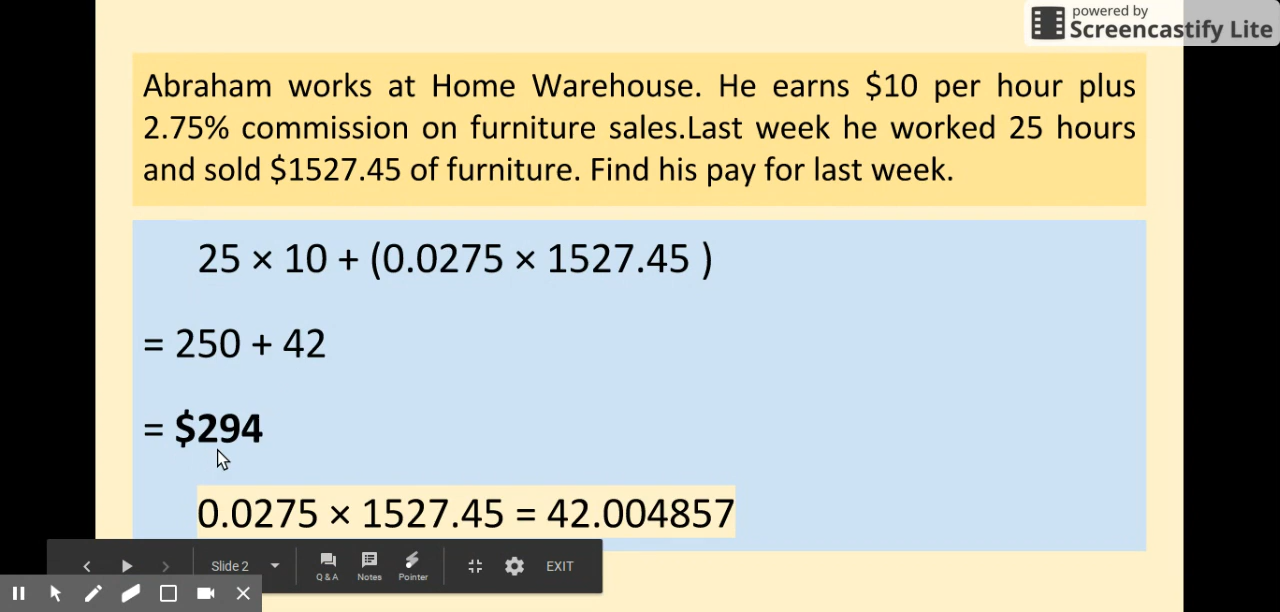 powered by
Screencastify Lite
Abraham works at Home Warehouse. He earns $10 per hour plus
2.75% commission on furniture sales.Last week he worked 25 hours
and sold $1527.45 of furniture. Find his pay for last week.
25 × 10 + (0.0275 × 1527.45 )
= 250 + 42
= $294
0.0275 × 1527.45 = 42.004857
Slide 2
Q & A
Notes
Pointer
EXIT